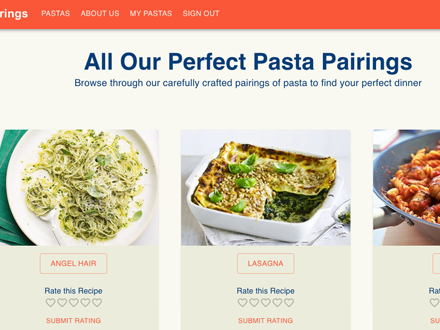 rings PASTAS ABOUT US MY PASTAS SIGN OUT
All Our Perfect Pasta Pairings
Browse through our carefully crafted pairings of pasta to find your perfect dinner
ANGEL HAIR LASAGNA
Rate this Recipe Rate this Recipe Rat
SUBMIT RATING SUBMIT RATING SU